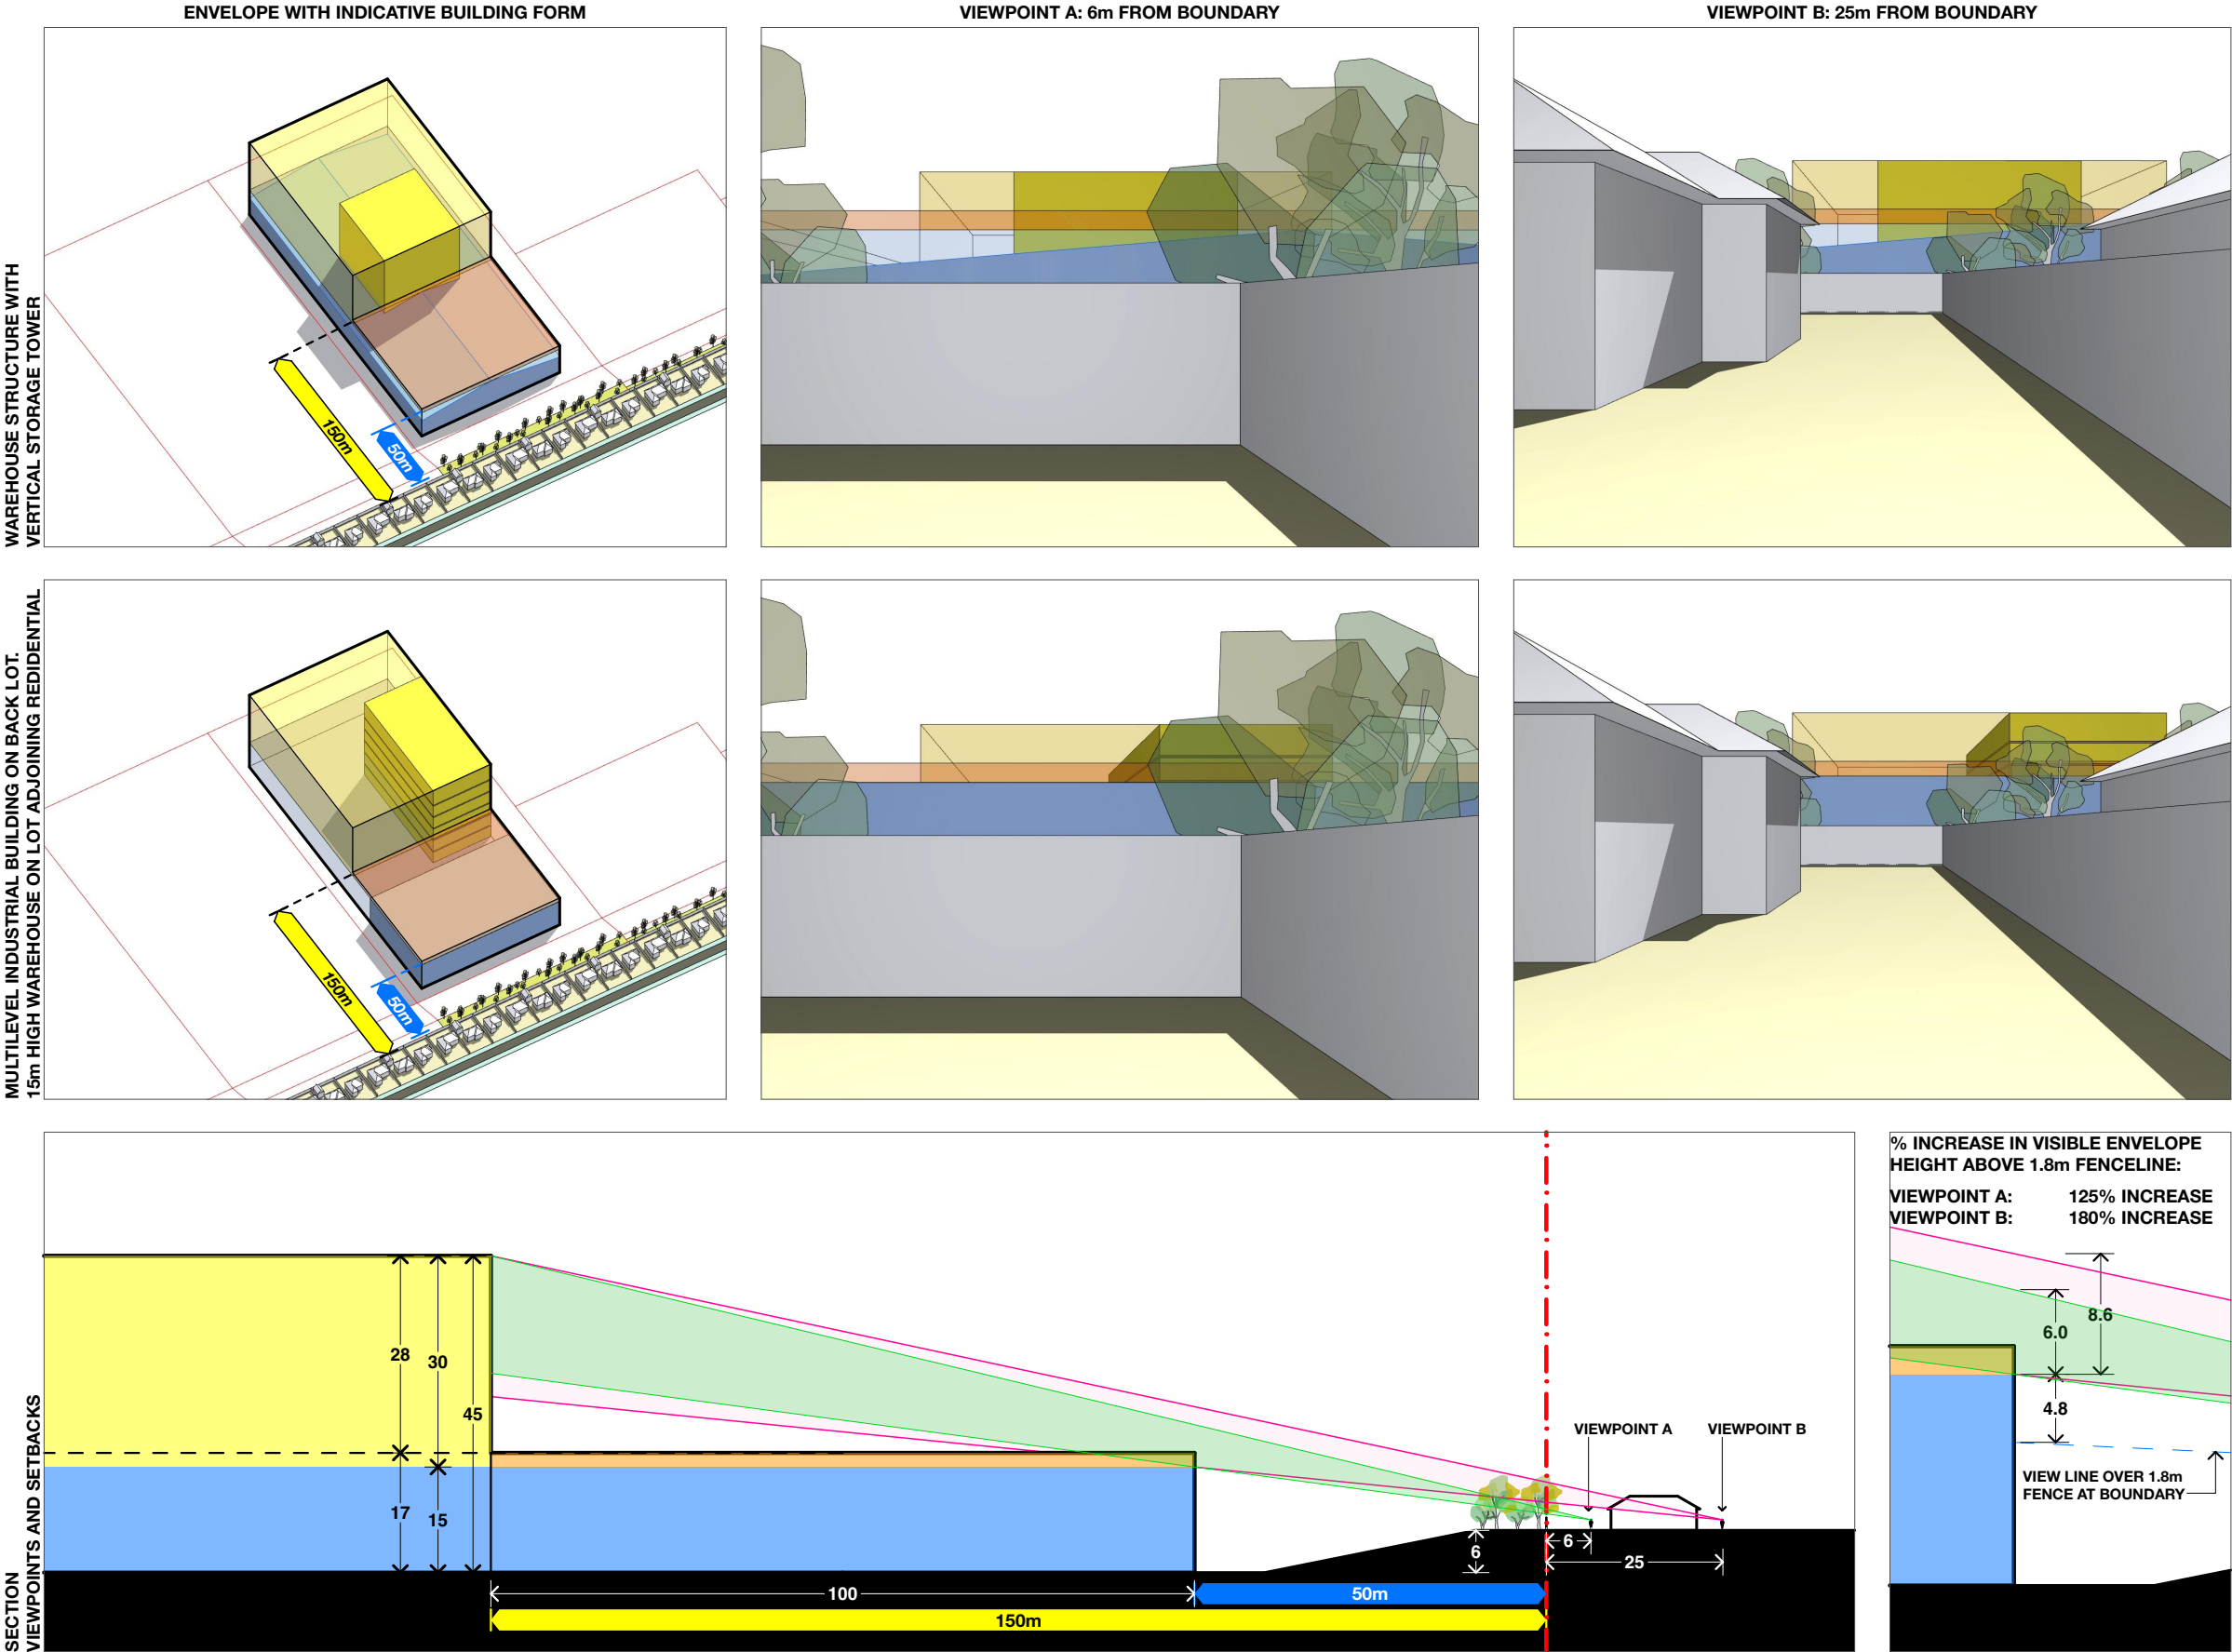 ENVELOPE WITH INDICATIVE BUILDING FORM
VIEWPOINT A: 6m FROM BOUNDARY
VIEWPOINT B: 25m FROM BOUNDARY
WAREHOUSE STRUCTURE WITH
VERTICAL STORAGE TOWER
150m
50m
MULTILEVEL INDUSTRIAL BUILDING ON BACK LOT.
15m HIGH WAREHOUSE ON LOT ADJOINING REDIDENTIAL
150m
50m
SECTION
VIEWPOINTS AND SETBACKS
28
30
45
17
15
100
50m
150m
VIEWPOINT A
VIEWPOINT B
6
6
25
% INCREASE IN VISIBLE ENVELOPE
HEIGHT ABOVE 1.8m FENCELINE:
VIEWPOINT A: 125% INCREASE
VIEWPOINT B: 180% INCREASE
8.6
6.0
4.8
VIEW LINE OVER 1.8m
FENCE AT BOUNDARY